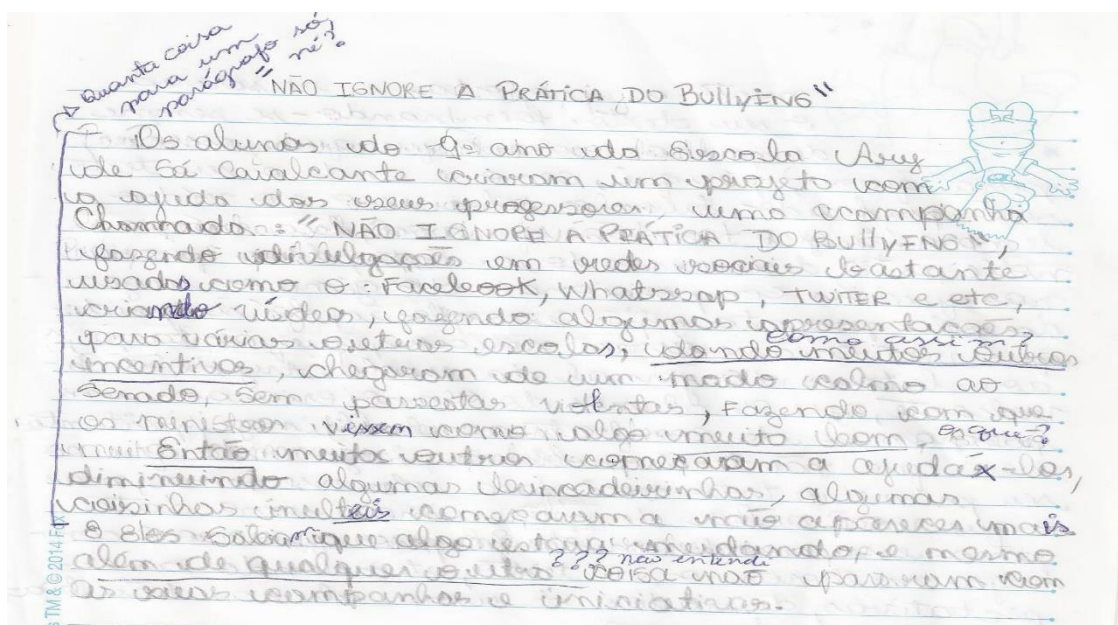 Quanta coisa
para um
parágrafo só,
né?
"NÃO IGNORE A PRÁTICA DO BullyING"
Os alunos do 9º ano da Escola Ary
de Sá Cavalcante criaram um projeto com
a ajuda dos seus professores, uma campanha
Chamada: "NÃO IGNORE A PRÁTICA DO BullyING",
fazendo divulgações em redes sociais bastante
usadas como o: Facebook, Whatssap, TWITER e etc,
criando vídeos, fazendo algumas apresentações
como assim?
para várias outras escolas, dando muitos outros
incentivos, chegaram de um modo calmo ao
Senado, sem violentas, Fazendo com que
os ministros vissem como algo muito bom
os que?
Então muitos outros começaram a ajudá-los,
diminuindo algumas brincadeirinhas, algumas
coisinhas inúteis começaram a não aparecer mais
Eles Sabiam que algo estava mudando, e mesmo
??? não entendi
além de qualquer outra coisa não pararam com
as suas campanhas e iniciativas.
s TM & © 2014